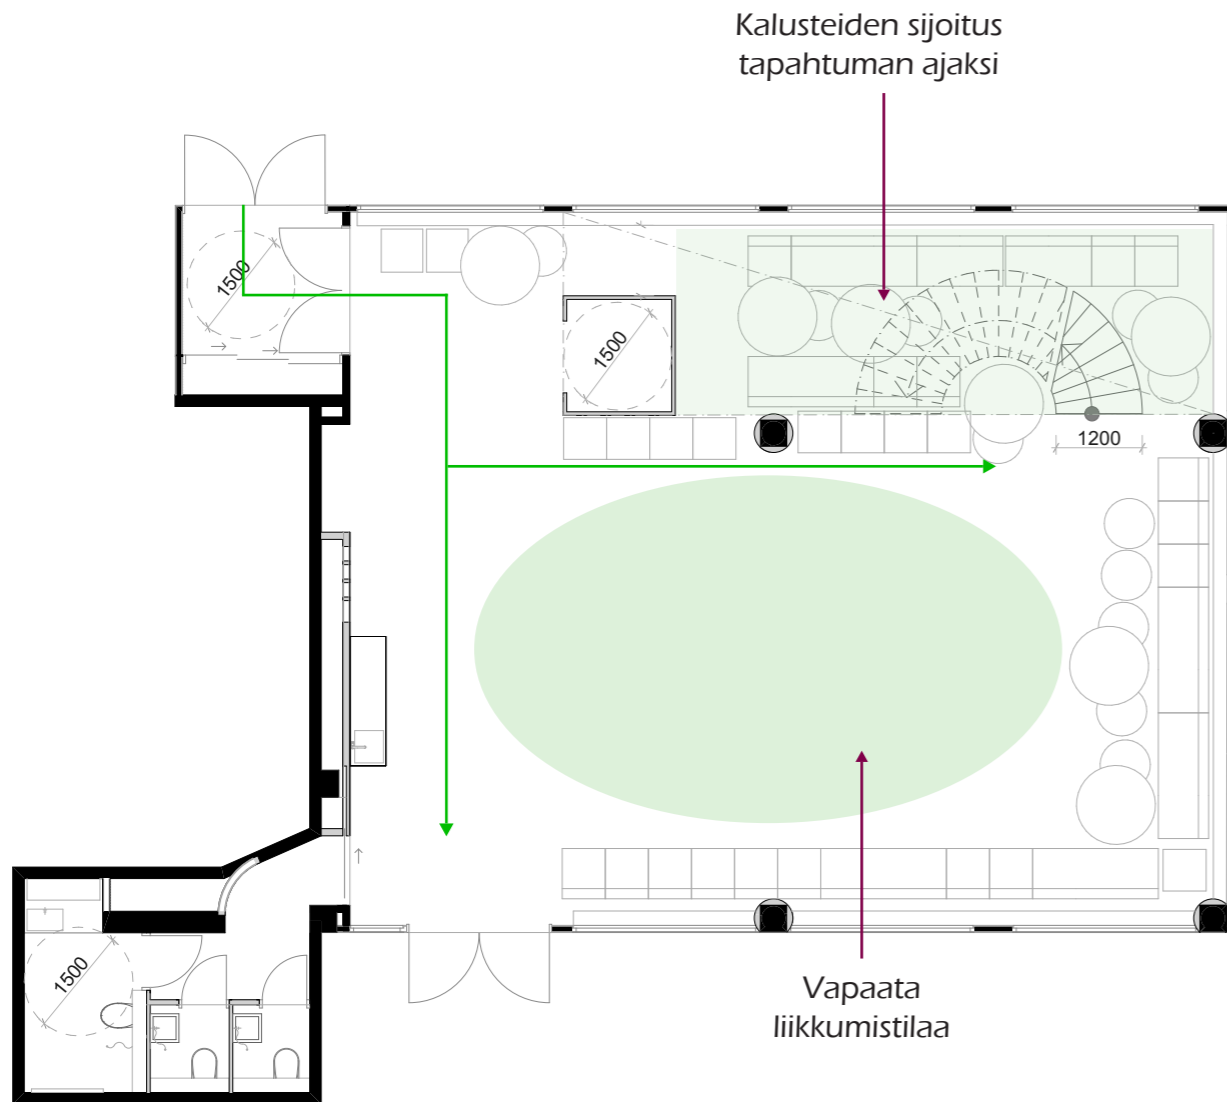 Kalusteiden sijoitus
tapahtuman ajaksi
1500
1500
1200
1500
Vapaata
liikkumistilaa